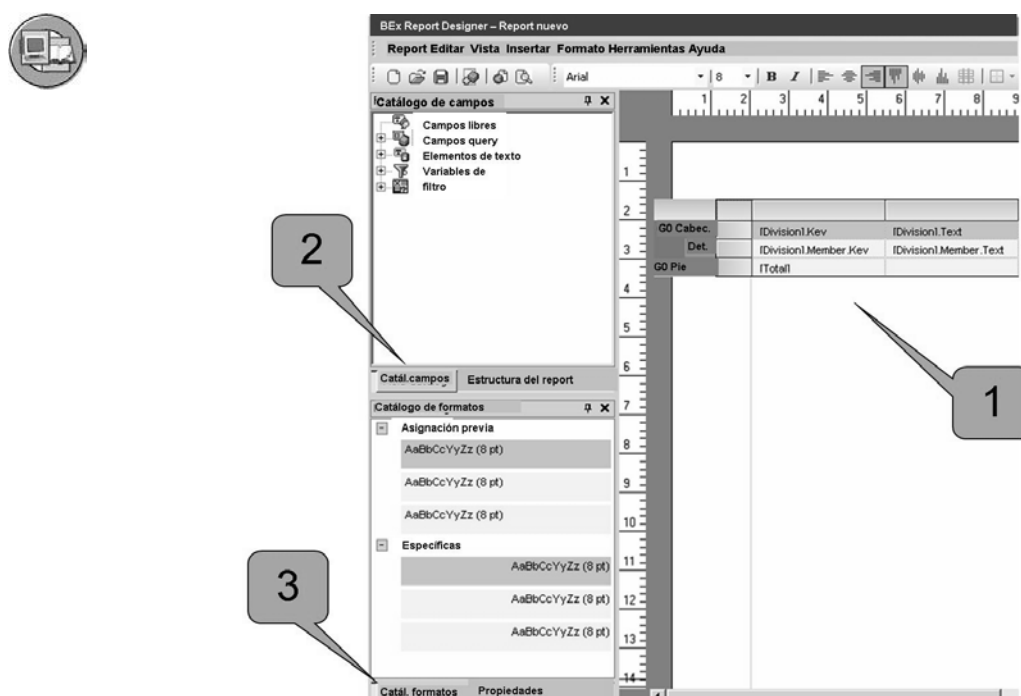 BEx Report Designer – Report nuevo
Report Editar Vista Insertar Formato Herramientas Ayuda
Arial 8 B I
Catálogo de campos
1 2 3 4 5 6 7 8 9
Campos libres
Campos query
Elementos de texto
Variables de
filtro
1
2
3
4
5
6
7
8
9
10
11
12
13
14
G0 Cabec. [Division].Key [Division].Text
Det. [Division].Member.Key [Division].Member.Text
G0 Pie [Total]
2
1
Catál.campos Estructura del report
Catálogo de formatos
Asignación previa
AaBbCcYyZz (8 pt)
AaBbCcYyZz (8 pt)
AaBbCcYyZz (8 pt)
Específicas
AaBbCcYyZz (8 pt)
AaBbCcYyZz (8 pt)
AaBbCcYyZz (8 pt)
3
Catál. formatos Propiedades